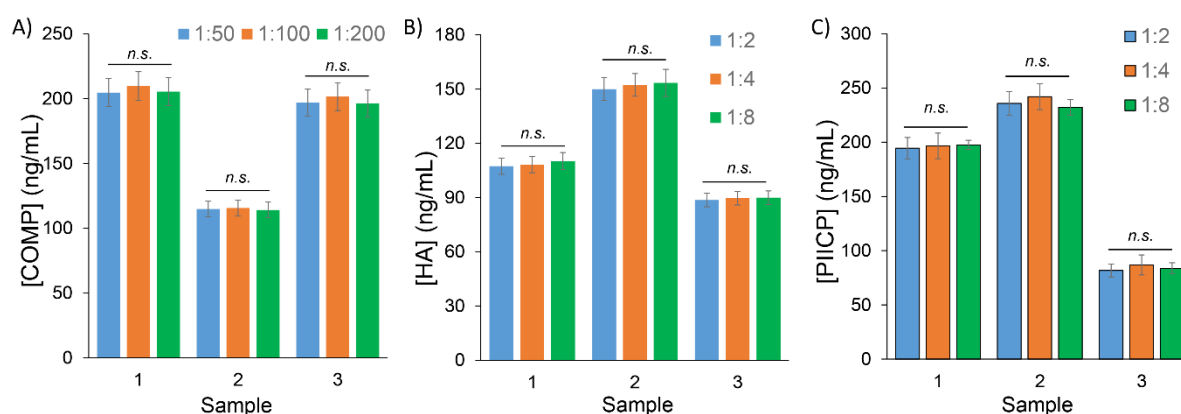 A)
1:50 1:100 1:200
[COMP] (ng/mL)
250
200
150
100
50
0
n.s.
n.s.
n.s.
1 2 3
Sample
B)
1:2
1:4
1:8
[HA] (ng/mL)
180
150
120
90
60
30
0
n.s.
n.s.
n.s.
1 2 3
Sample
C)
1:2
1:4
1:8
[PIICP] (ng/mL)
300
250
200
150
100
50
0
n.s.
n.s.
n.s.
1 2 3
Sample